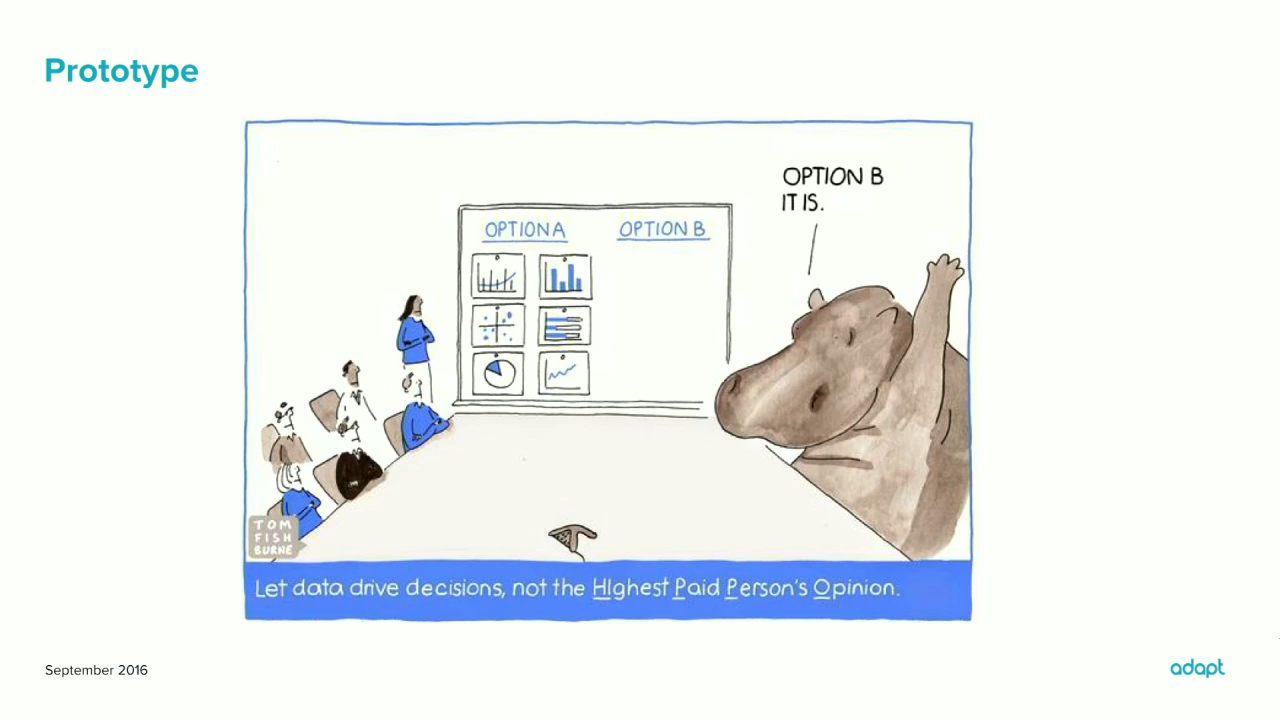 Prototype
OPTION B
IT IS.
OPTION A
OPTION B
TOM
FISH
BURNE
Let data drive decisions, not the HIghest Paid Person's Opinion.
September 2016
adapt